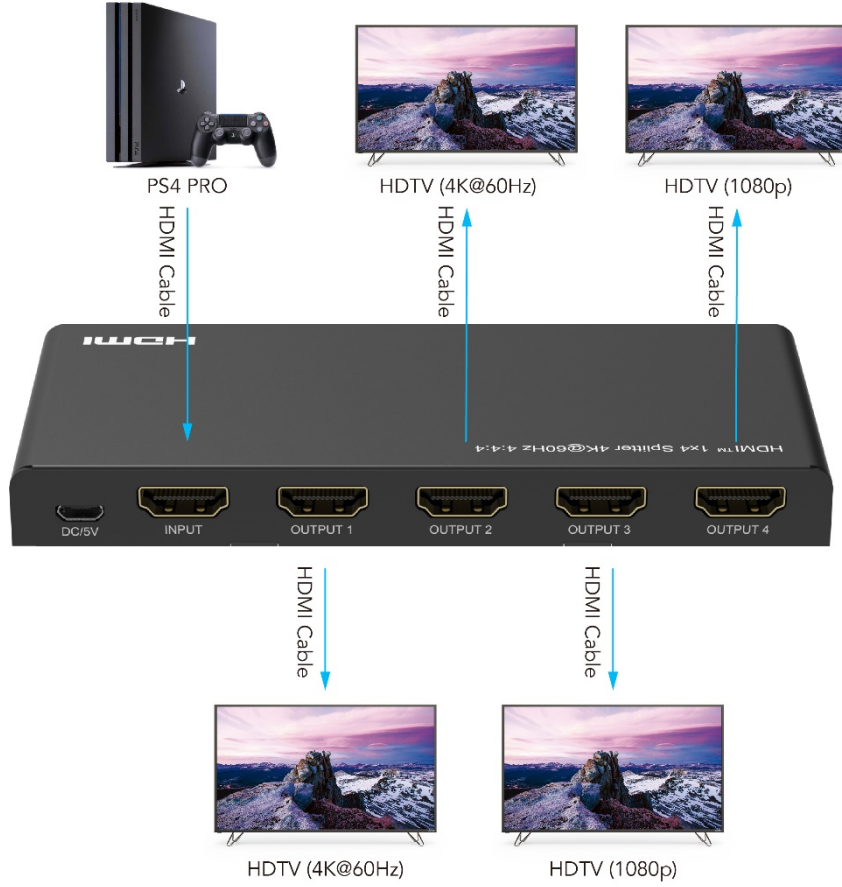 PS4 PRO
HDTV (4K@60Hz)
HDTV (1080p)
HDMI Cable
HDMI Cable
HDMI Cable
HDMI
HDMI™ 1x4 Splitter 4K@60Hz 4:4:4
DC/5V
INPUT
OUTPUT 1
OUTPUT 2
OUTPUT 3
OUTPUT 4
HDMI Cable
HDMI Cable
HDTV (4K@60Hz)
HDTV (1080p)